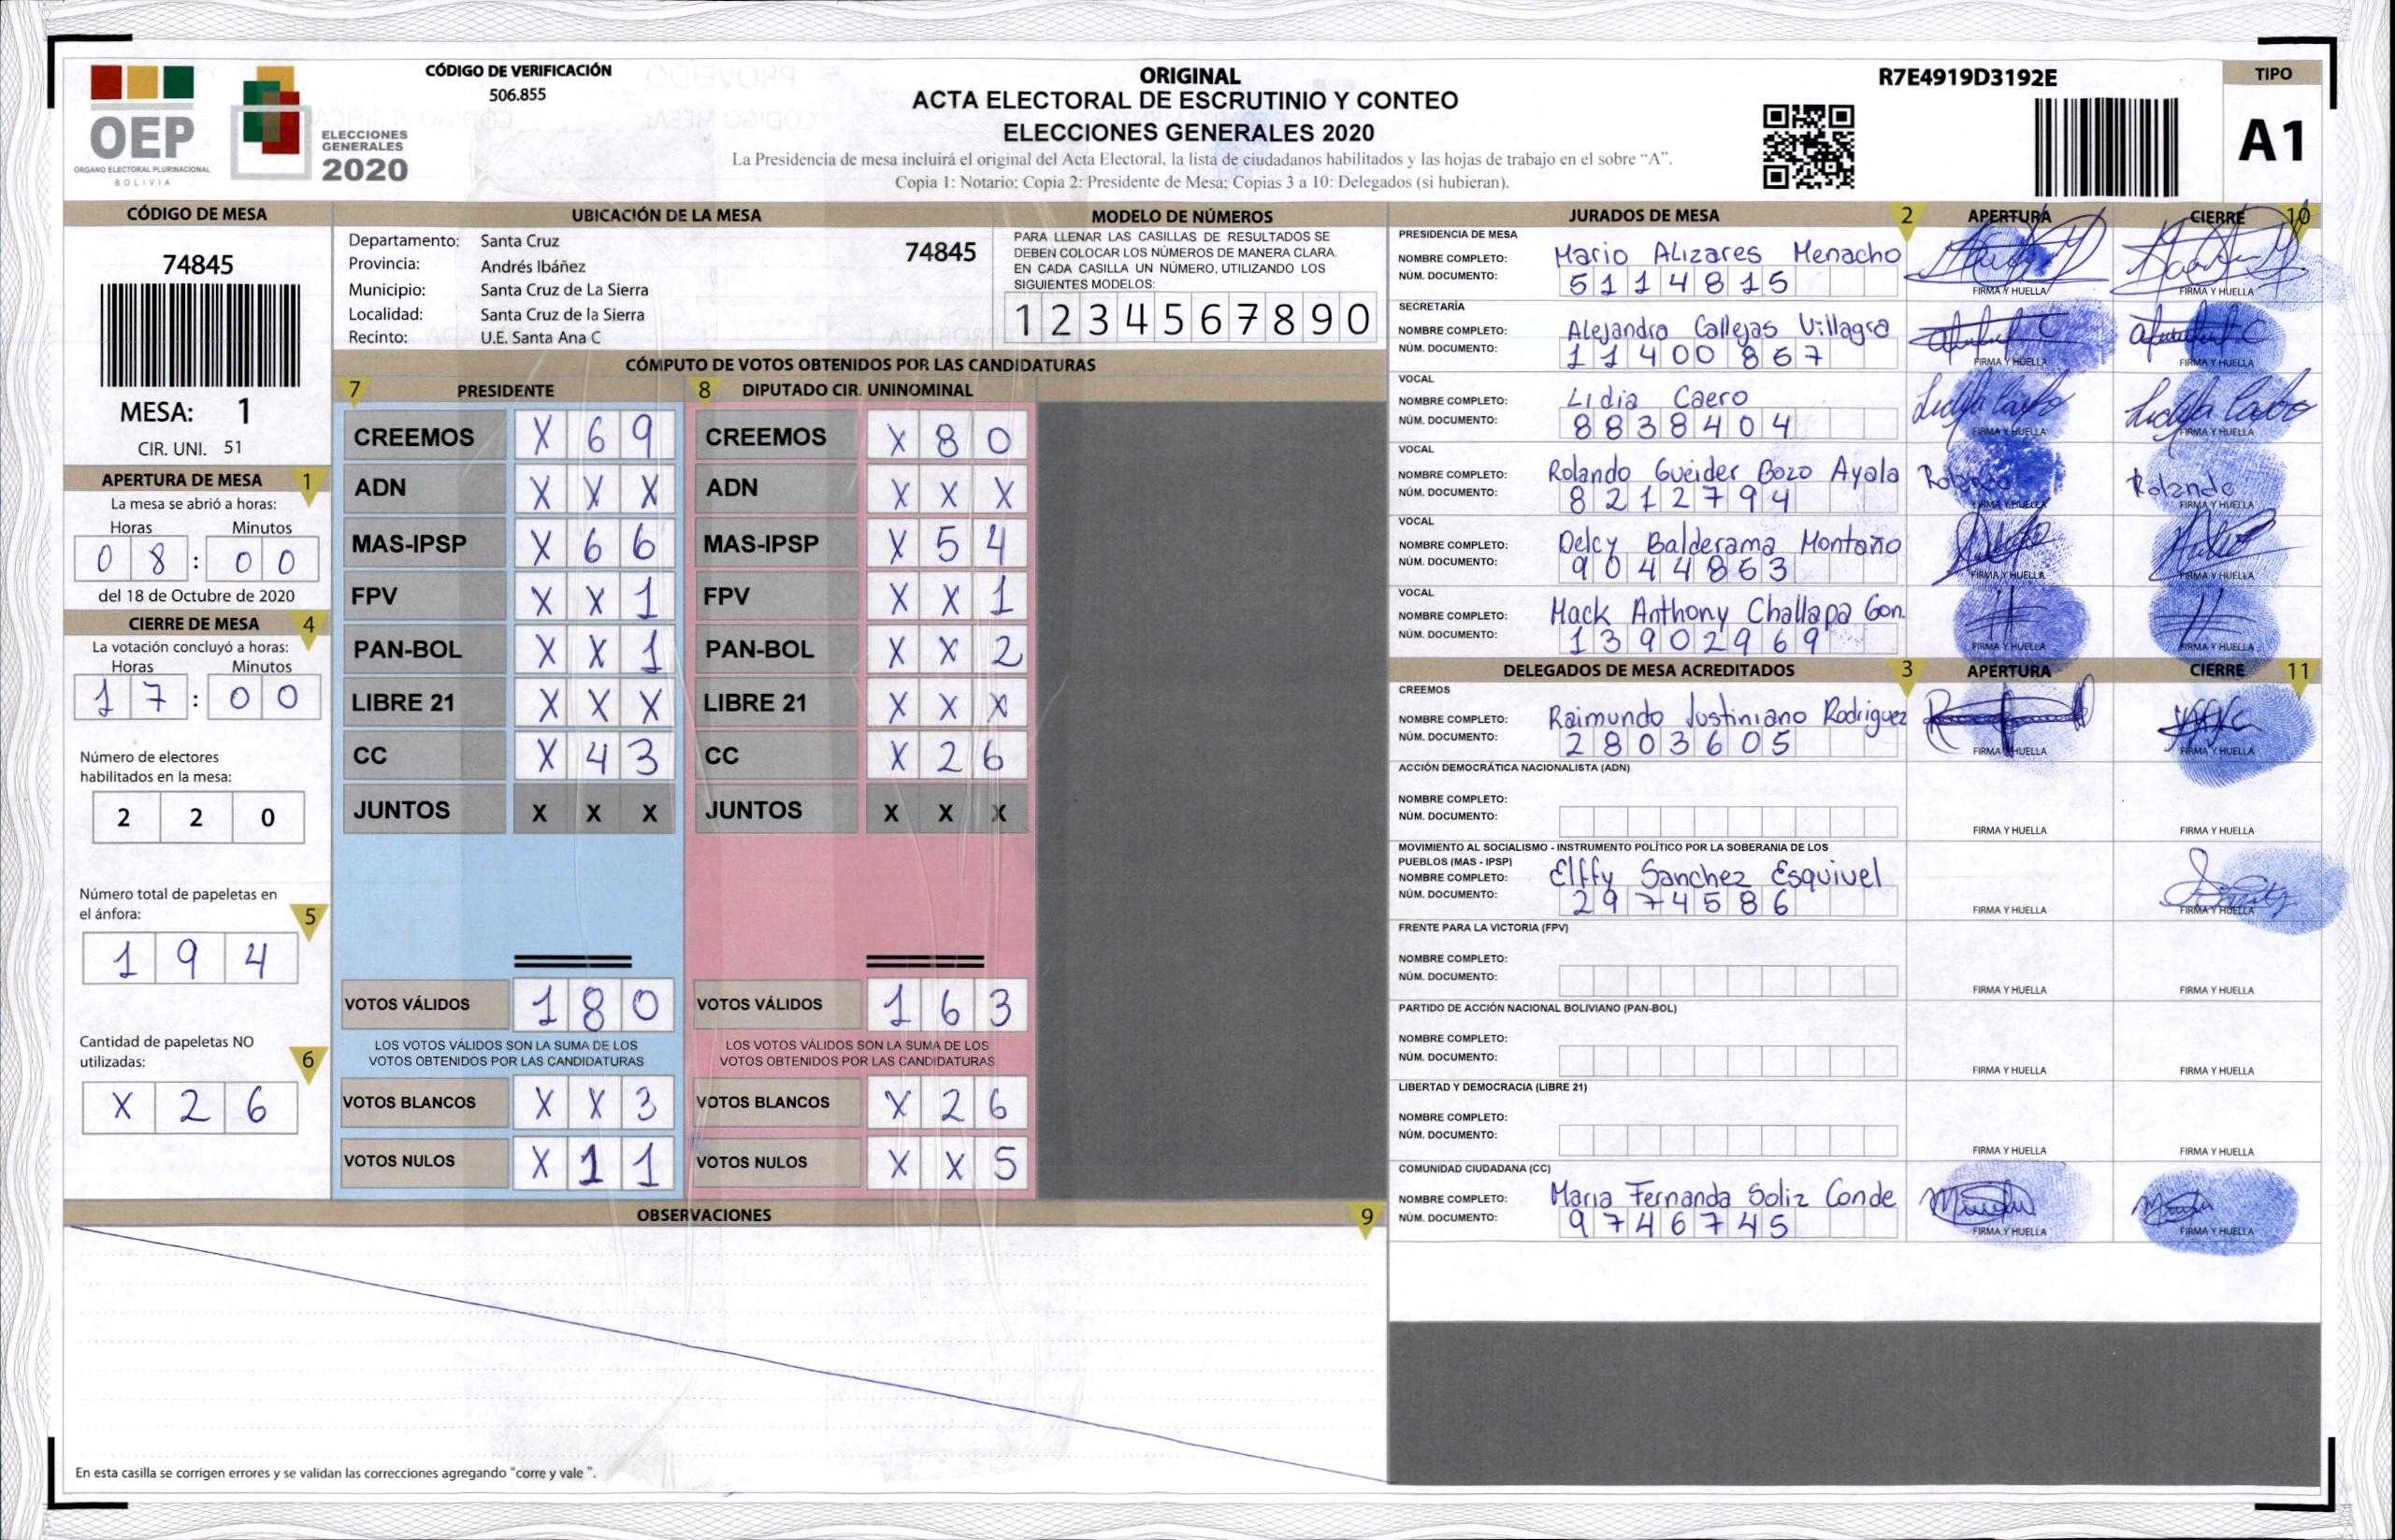 OEP
ÓRGANO ELECTORAL PLURINACIONAL
BOLIVIA
ELECCIONES
GENERALES
2020
CÓDIGO DE VERIFICACIÓN
506.855
ORIGINAL
ACTA ELECTORAL DE ESCRUTINIO Y CONTEO
ELECCIONES GENERALES 2020
La Presidencia de mesa incluirá el original del Acta Electoral, la lista de ciudadanos habilitados y las hojas de trabajo en el sobre "A".
Copia 1: Notario: Copia 2: Presidente de Mesa: Copias 3 a 10: Delegados (si hubieran).
R7E4919D3192E
TIPO
A1
CÓDIGO DE MESA
74845
MESA: 1
CIR. UNI. 51
APERTURA DE MESA 1
La mesa se abrió a horas:
Horas Minutos
0 8 : 0 0
del 18 de Octubre de 2020
CIERRE DE MESA 4
La votación concluyó a horas:
Horas Minutos
1 7 : 0 0
Número de electores
habilitados en la mesa:
2 2 0
Número total de papeletas en
el ánfora: 5
1 9 4
Cantidad de papeletas NO
utilizadas: 6
X 2 6
UBICACIÓN DE LA MESA
Departamento: Santa Cruz 74845
Provincia: Andrés Ibáñez
Municipio: Santa Cruz de La Sierra
Localidad: Santa Cruz de la Sierra
Recinto: U.E. Santa Ana C
MODELO DE NÚMEROS
PARA LLENAR LAS CASILLAS DE RESULTADOS SE
DEBEN COLOCAR LOS NÚMEROS DE MANERA CLARA.
EN CADA CASILLA UN NÚMERO, UTILIZANDO LOS
SIGUIENTES MODELOS:
1 2 3 4 5 6 7 8 9 0
CÓMPUTO DE VOTOS OBTENIDOS POR LAS CANDIDATURAS
7 PRESIDENTE 8 DIPUTADO CIR. UNINOMINAL
CREEMOS X 6 9 CREEMOS X 8 0
ADN X X X ADN X X X
MAS-IPSP X 6 6 MAS-IPSP X 5 4
FPV X X 1 FPV X X 1
PAN-BOL X X 1 PAN-BOL X X 2
LIBRE 21 X X X LIBRE 21 X X X
CC X 4 3 CC X 2 6
JUNTOS X X X JUNTOS X X X
VOTOS VÁLIDOS 1 8 0 VOTOS VÁLIDOS 1 6 3
LOS VOTOS VÁLIDOS SON LA SUMA DE LOS LOS VOTOS VÁLIDOS SON LA SUMA DE LOS
VOTOS OBTENIDOS POR LAS CANDIDATURAS VOTOS OBTENIDOS POR LAS CANDIDATURAS
VOTOS BLANCOS X X 3 VOTOS BLANCOS X 2 6
VOTOS NULOS X 1 1 VOTOS NULOS X X 5
OBSERVACIONES 9
En esta casilla se corrigen errores y se validan las correcciones agregando "corre y vale ".
JURADOS DE MESA 2 APERTURA CIERRE 10
PRESIDENCIA DE MESA
NOMBRE COMPLETO: Mario Alizares Menacho
NÚM. DOCUMENTO: 5114815 FIRMA Y HUELLA FIRMA Y HUELLA
SECRETARÍA
NOMBRE COMPLETO: Alejandra Callejas Villagra
NÚM. DOCUMENTO: 11400867 FIRMA Y HUELLA FIRMA Y HUELLA
VOCAL
NOMBRE COMPLETO: Lidia Caero
NÚM. DOCUMENTO: 8838404 FIRMA Y HUELLA FIRMA Y HUELLA
VOCAL
NOMBRE COMPLETO: Rolando Gueider Bozo Ayala Rolando Rolando
NÚM. DOCUMENTO: 8212794 FIRMA Y HUELLA FIRMA Y HUELLA
VOCAL
NOMBRE COMPLETO: Delcy Balderama Montaño
NÚM. DOCUMENTO: 9044863 FIRMA Y HUELLA FIRMA Y HUELLA
VOCAL
NOMBRE COMPLETO: Mack Anthony Challapa Gon.
NÚM. DOCUMENTO: 13902969 FIRMA Y HUELLA FIRMA Y HUELLA
DELEGADOS DE MESA ACREDITADOS 3 APERTURA CIERRE 11
CREEMOS
NOMBRE COMPLETO: Raimundo Justiniano Rodriguez
NÚM. DOCUMENTO: 2803605 FIRMA Y HUELLA FIRMA Y HUELLA
ACCIÓN DEMOCRÁTICA NACIONALISTA (ADN)
NOMBRE COMPLETO:
NÚM. DOCUMENTO: FIRMA Y HUELLA FIRMA Y HUELLA
MOVIMIENTO AL SOCIALISMO - INSTRUMENTO POLÍTICO POR LA SOBERANIA DE LOS
PUEBLOS (MAS - IPSP)
NOMBRE COMPLETO: Elffy Sanchez Esquivel
NÚM. DOCUMENTO: 2974586 FIRMA Y HUELLA FIRMA Y HUELLA
FRENTE PARA LA VICTORIA (FPV)
NOMBRE COMPLETO:
NÚM. DOCUMENTO: FIRMA Y HUELLA FIRMA Y HUELLA
PARTIDO DE ACCIÓN NACIONAL BOLIVIANO (PAN-BOL)
NOMBRE COMPLETO:
NÚM. DOCUMENTO: FIRMA Y HUELLA FIRMA Y HUELLA
LIBERTAD Y DEMOCRACIA (LIBRE 21)
NOMBRE COMPLETO:
NÚM. DOCUMENTO: FIRMA Y HUELLA FIRMA Y HUELLA
COMUNIDAD CIUDADANA (CC)
NOMBRE COMPLETO: Maria Fernanda Soliz Conde
NÚM. DOCUMENTO: 9746745 FIRMA Y HUELLA FIRMA Y HUELLA